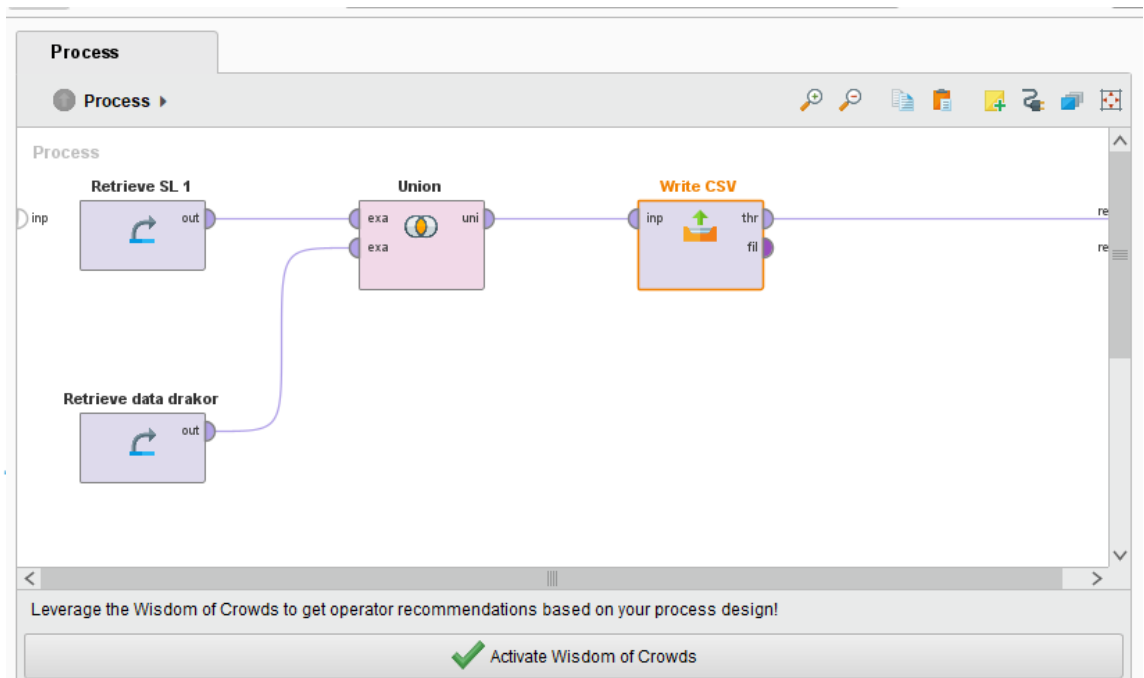 Process
Process
Process
Retrieve SL 1
Union
Write CSV
inp
out
exa
uni
inp
thr
re
exa
fil
re
Retrieve data drakor
out
Leverage the Wisdom of Crowds to get operator recommendations based on your process design!
Activate Wisdom of Crowds